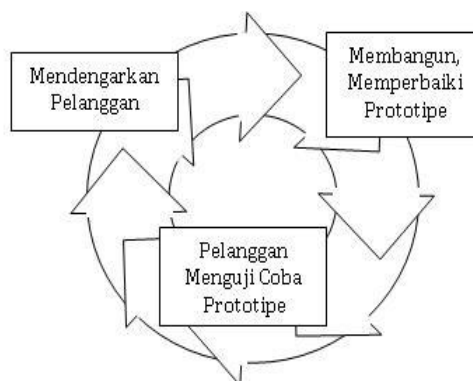 Mendengarkan
Pelanggan
Membangun,
Memperbaiki
Prototipe
Pelanggan
Menguji Coba
Prototipe